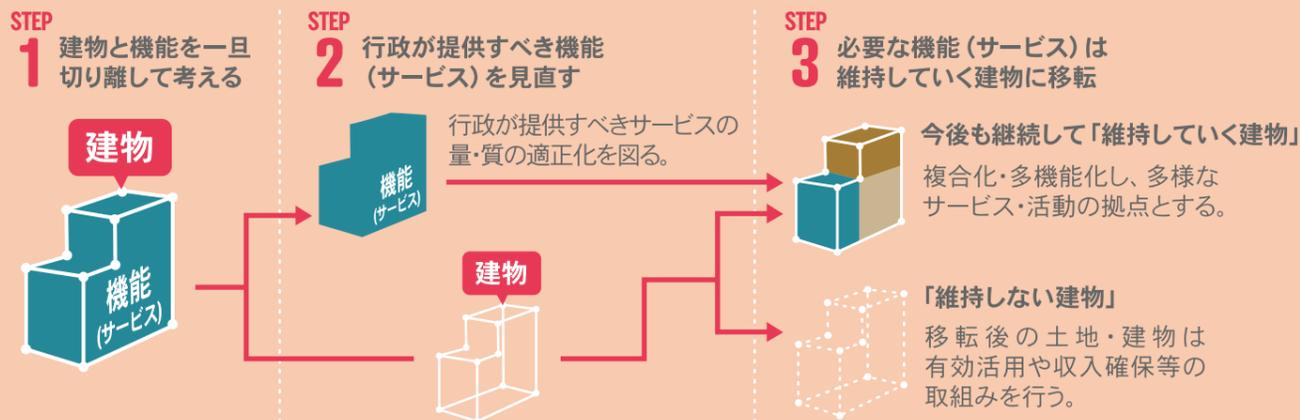 STEP
1
建物と機能を一旦
切り離して考える
建物
機能
(サービス)
STEP
2
行政が提供すべき機能
（サービス）を見直す
行政が提供すべきサービスの
量・質の適正化を図る。
機能
(サービス)
建物
STEP
3
必要な機能（サービス）は
維持していく建物に移転
今後も継続して「維持していく建物」
複合化・多機能化し、多様な
サービス・活動の拠点とする。
「維持しない建物」
移転後の土地・建物は
有効活用や収入確保等の
取組みを行う。